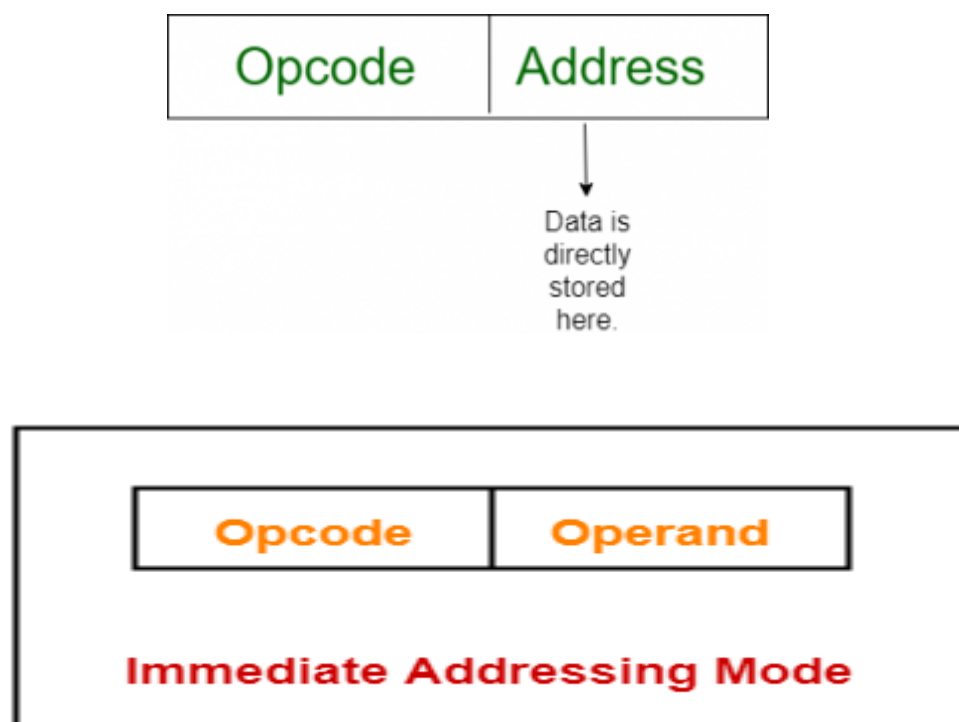 Opcode Address
Data is
directly
stored
here.
Opcode Operand
Immediate Addressing Mode